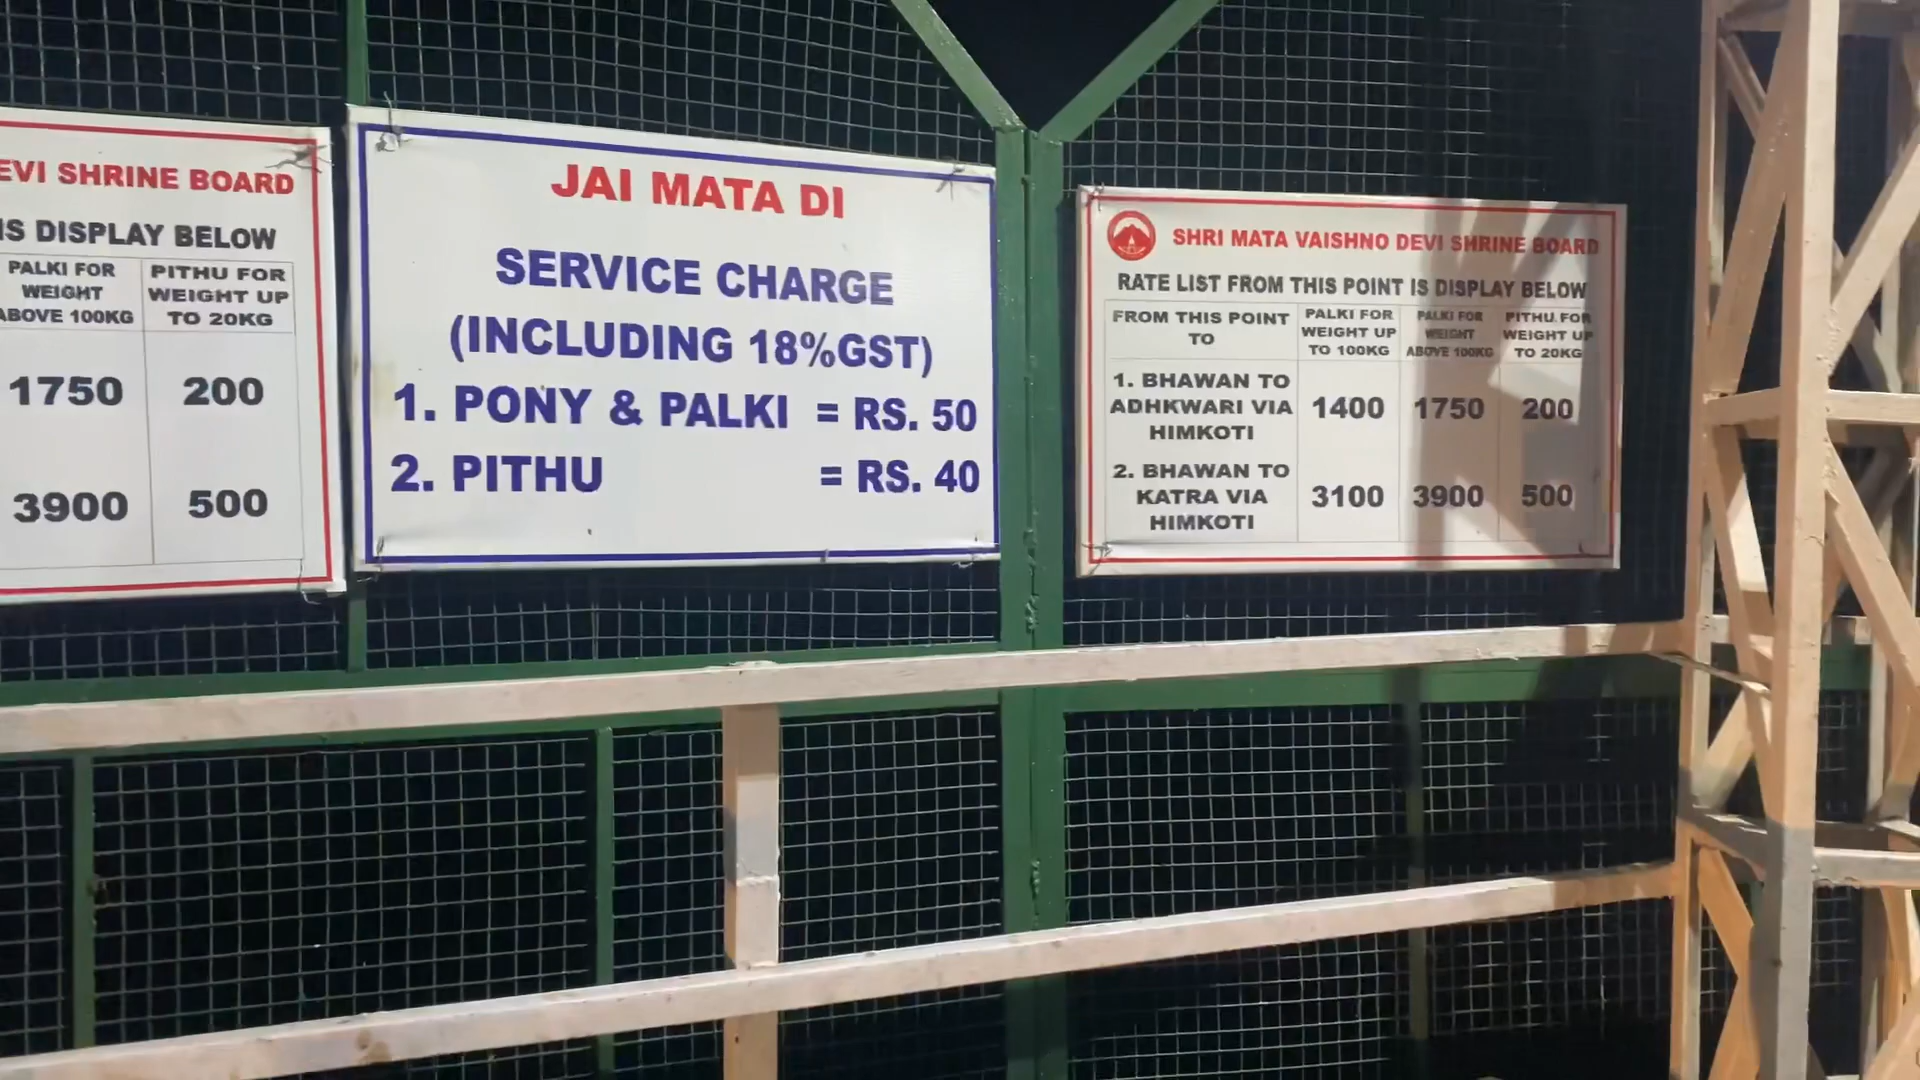 EVI SHRINE BOARD
IS DISPLAY BELOW
PALKI FOR WEIGHT ABOVE 100KG
PITHU FOR WEIGHT UP TO 20KG
1750 200
3900 500
JAI MATA DI
SERVICE CHARGE
(INCLUDING 18%GST)
1. PONY & PALKI = RS. 50
2. PITHU = RS. 40
SHRI MATA VAISHNO DEVI SHRINE BOARD
RATE LIST FROM THIS POINT IS DISPLAY BELOW
FROM THIS POINT TO
PALKI FOR WEIGHT UP TO 100KG
PALKI FOR WEIGHT ABOVE 100KG
PITHU FOR WEIGHT UP TO 20KG
1. BHAWAN TO ADHKWARI VIA HIMKOTI 1400 1750 200
2. BHAWAN TO KATRA VIA HIMKOTI 3100 3900 500